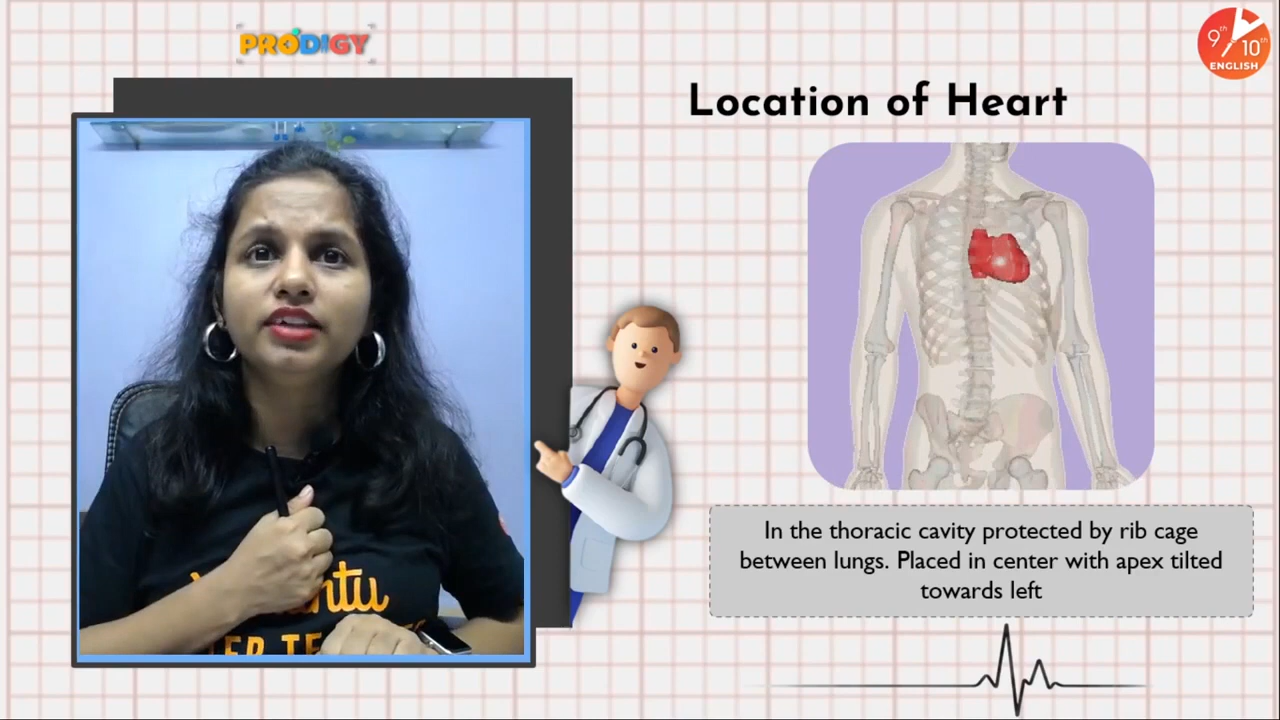 PRODIGY
9th 10th
ENGLISH
Location of Heart
In the thoracic cavity protected by rib cage
between lungs. Placed in center with apex tilted
towards left